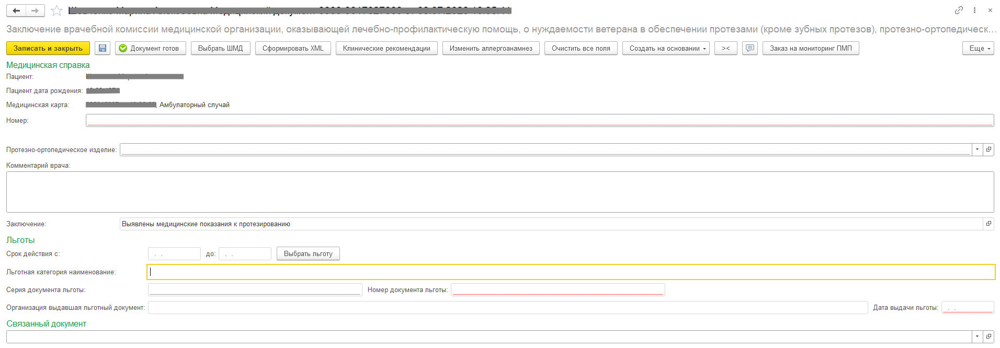 Заключение врачебной комиссии медицинской организации, оказывающей лечебно-профилактическую помощь, о нуждаемости ветерана в обеспечении протезами (кроме зубных протезов), протезно-ортопедическ...
Записать и закрыть Документ готов Выбрать ШМД Сформировать XML Клинические рекомендации Изменить аллергоанамнез Очистить все поля Создать на основании >< Заказ на мониторинг ПМП Еще
Медицинская справка
Пациент:
Пациент дата рождения:
Медицинская карта: , Амбулаторный случай
Номер:
Протезно-ортопедическое изделие:
Комментарий врача:
Заключение: Выявлены медицинские показания к протезированию
Льготы
Срок действия с: . . до: . . Выбрать льготу
Льготная категория наименование:
Серия документа льготы: Номер документа льготы:
Организация выдавшая льготный документ: Дата выдачи льготы: . .
Связанный документ